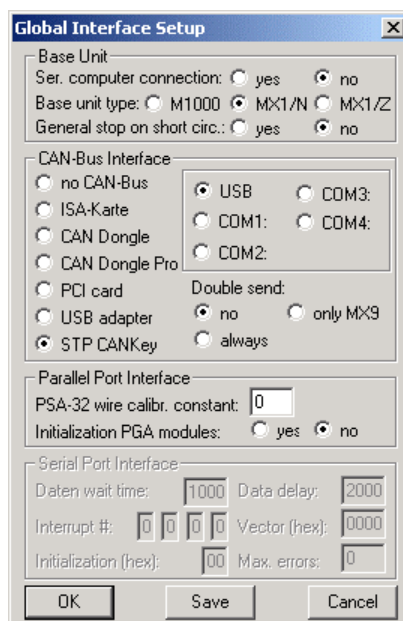 Global Interface Setup
Base Unit
Ser. computer connection: yes no
Base unit type: M1000 MX1/N MX1/Z
General stop on short circ.: yes no
CAN-Bus Interface
no CAN-Bus
ISA-Karte
CAN Dongle
CAN Dongle Pro
PCI card
USB adapter
STP CANKey
USB COM3:
COM1: COM4:
COM2:
Double send:
no only MX9
always
Parallel Port Interface
PSA-32 wire calibr. constant: 0
Initialization PGA modules: yes no
Serial Port Interface
Daten wait time: 1000 Data delay: 2000
Interrupt #: 0 0 0 0 Vector (hex): 0000
Initialization (hex): 00 Max. errors: 0
OK Save Cancel